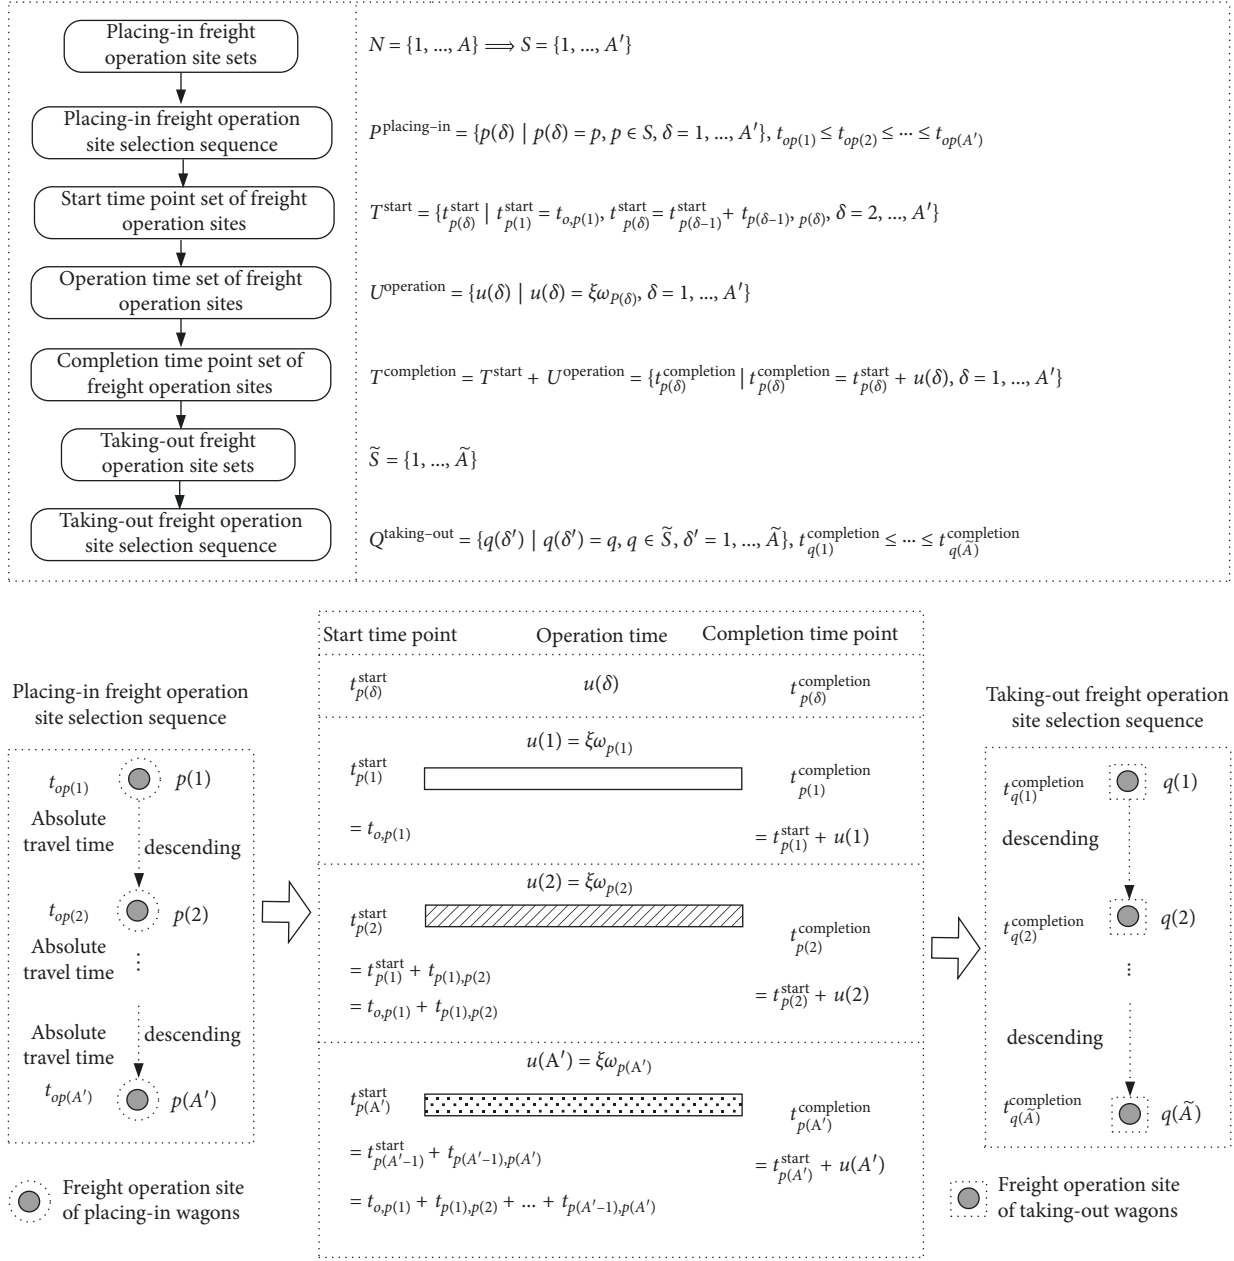 Placing-in freight
operation site sets
N = {1, ..., A} ⟹ S = {1, ..., A′}
Placing-in freight operation
site selection sequence
P^placing–in = {p(δ) | p(δ) = p, p ∈ S, δ = 1, ..., A′}, t_op(1) ≤ t_op(2) ≤ ··· ≤ t_op(A′)
Start time point set of freight
operation sites
T^start = {t^start_p(δ) | t^start_p(1) = t_o,p(1), t^start_p(δ) = t^start_p(δ–1) + t_p(δ–1), p(δ), δ = 2, ..., A′}
Operation time set of freight
operation sites
U^operation = {u(δ) | u(δ) = ξω_P(δ), δ = 1, ..., A′}
Completion time point set of
freight operation sites
T^completion = T^start + U^operation = {t^completion_p(δ) | t^completion_p(δ) = t^start_p(δ) + u(δ), δ = 1, ..., A′}
Taking-out freight
operation site sets
S̃ = {1, ..., Ã}
Taking-out freight operation
site selection sequence
Q^taking–out = {q(δ′) | q(δ′) = q, q ∈ S̃, δ′ = 1, ..., Ã}, t^completion_q(1) ≤ ··· ≤ t^completion_q(Ã)
Placing-in freight operation
site selection sequence
t_op(1)
p(1)
Absolute
travel time
descending
t_op(2)
p(2)
Absolute
travel time
⋮
Absolute
travel time
descending
t_op(A′)
p(A′)
Freight operation site
of placing-in wagons
Start time point
Operation time
Completion time point
t^start_p(δ)
u(δ)
t^completion_p(δ)
u(1) = ξω_p(1)
t^start_p(1)
t^completion_p(1)
= t_o,p(1)
= t^start_p(1) + u(1)
u(2) = ξω_p(2)
t^start_p(2)
t^completion_p(2)
= t^start_p(1) + t_p(1),p(2)
= t_o,p(1) + t_p(1),p(2)
= t^start_p(2) + u(2)
u(A′) = ξω_p(A′)
t^start_p(A′)
t^completion_p(A′)
= t^start_p(A′–1) + t_p(A′–1),p(A′)
= t^start_p(A′) + u(A′)
= t_o,p(1) + t_p(1),p(2) + ... + t_p(A′–1),p(A′)
Taking-out freight operation
site selection sequence
t^completion_q(1)
q(1)
descending
t^completion_q(2)
q(2)
⋮
descending
t^completion_q(Ã)
q(Ã)
Freight operation site
of taking-out wagons